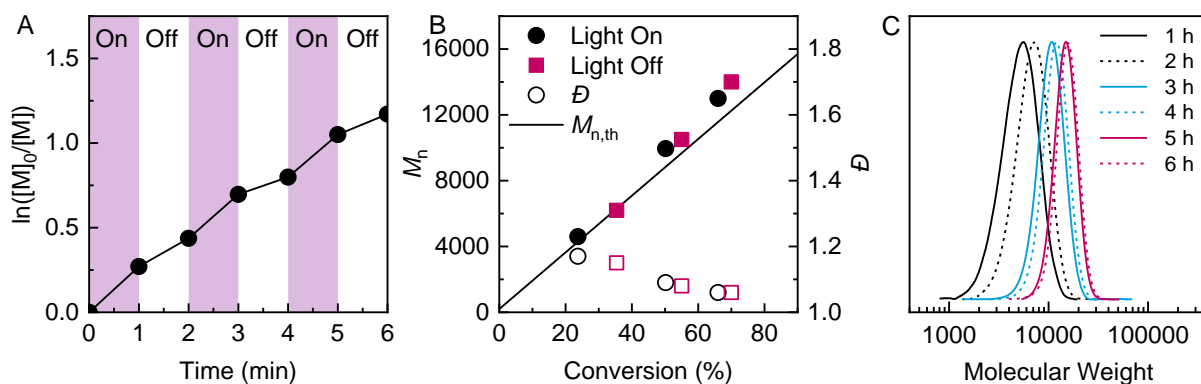 A
On Off On Off On Off
1.5
1.0
0.5
0.0
0 1 2 3 4 5 6
Time (min)
ln([M]0/[M])
B
Light On
Light Off
Đ
Mn,th
16000
12000
8000
4000
0
Mn
0 20 40 60 80
Conversion (%)
1.8
1.6
1.4
1.2
1.0
Đ
C
1 h
2 h
3 h
4 h
5 h
6 h
1000 10000 100000
Molecular Weight